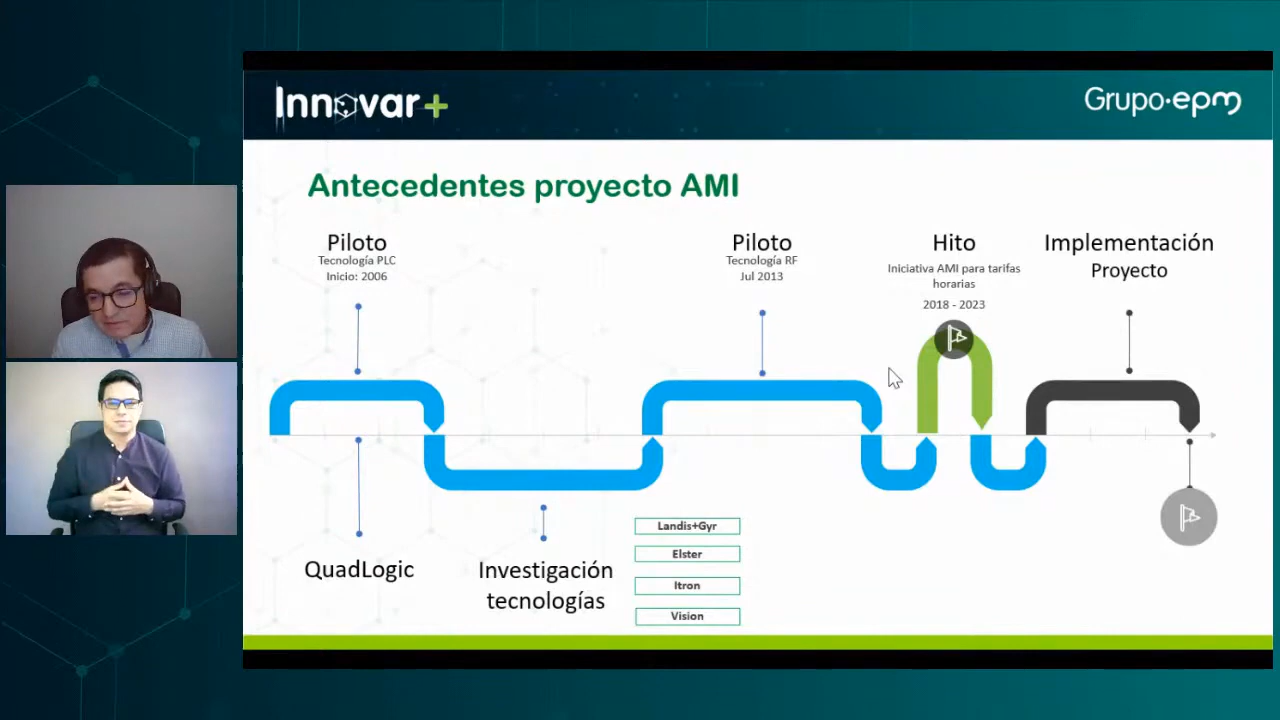 Innovar+
Grupo·epm
Antecedentes proyecto AMI
Piloto
Tecnología PLC
Inicio: 2006
Piloto
Tecnología RF
Jul 2013
Hito
Iniciativa AMI para tarifas
horarias
2018 - 2023
Implementación
Proyecto
QuadLogic
Investigación
tecnologías
Landis+Gyr
Elster
Itron
Vision